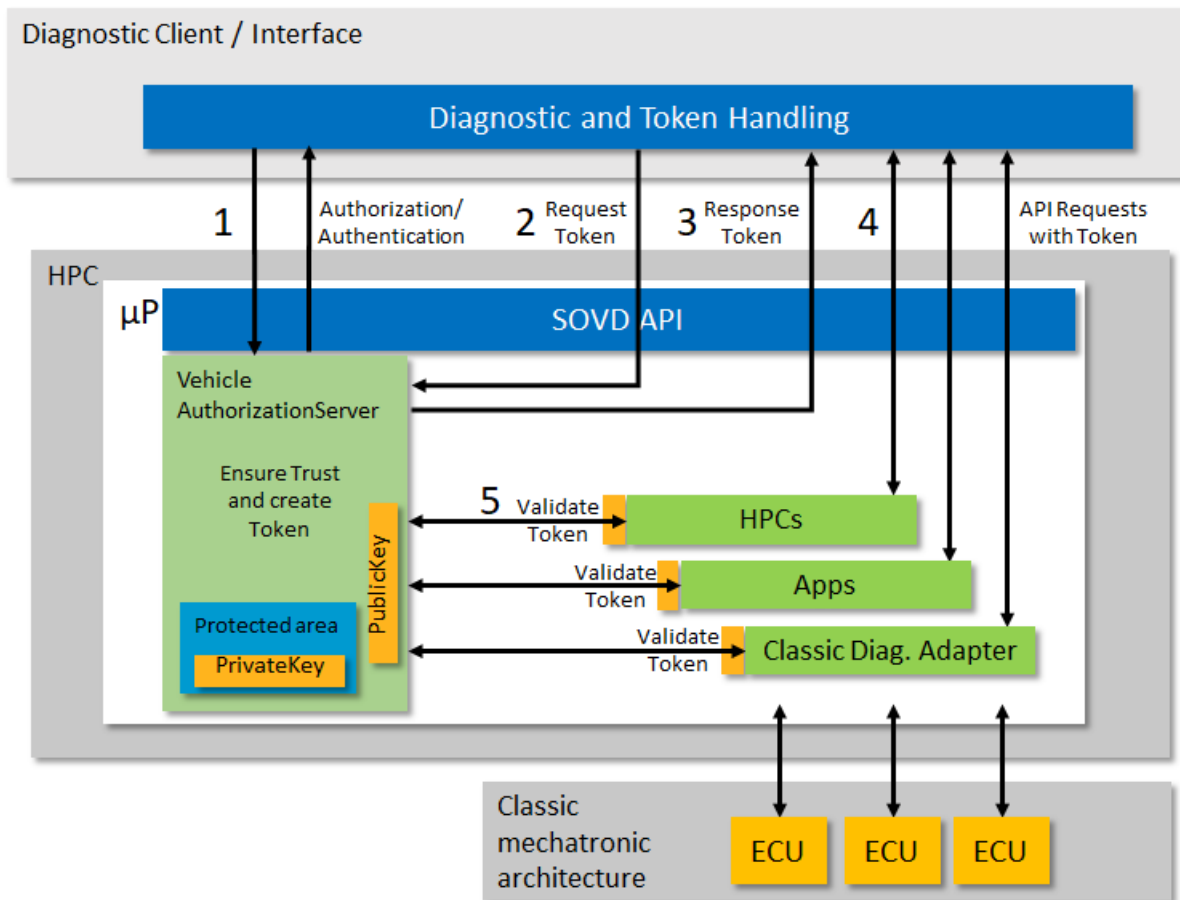 Diagnostic Client / Interface
Diagnostic and Token Handling
1
Authorization/
Authentication
2
Request
Token
3
Response
Token
4
API Requests
with Token
HPC
µP
SOVD API
Vehicle
AuthorizationServer
Ensure Trust
and create
Token
PublicKey
Protected area
PrivateKey
5
Validate
Token
HPCs
Validate
Token
Apps
Validate
Token
Classic Diag. Adapter
Classic
mechatronic
architecture
ECU
ECU
ECU